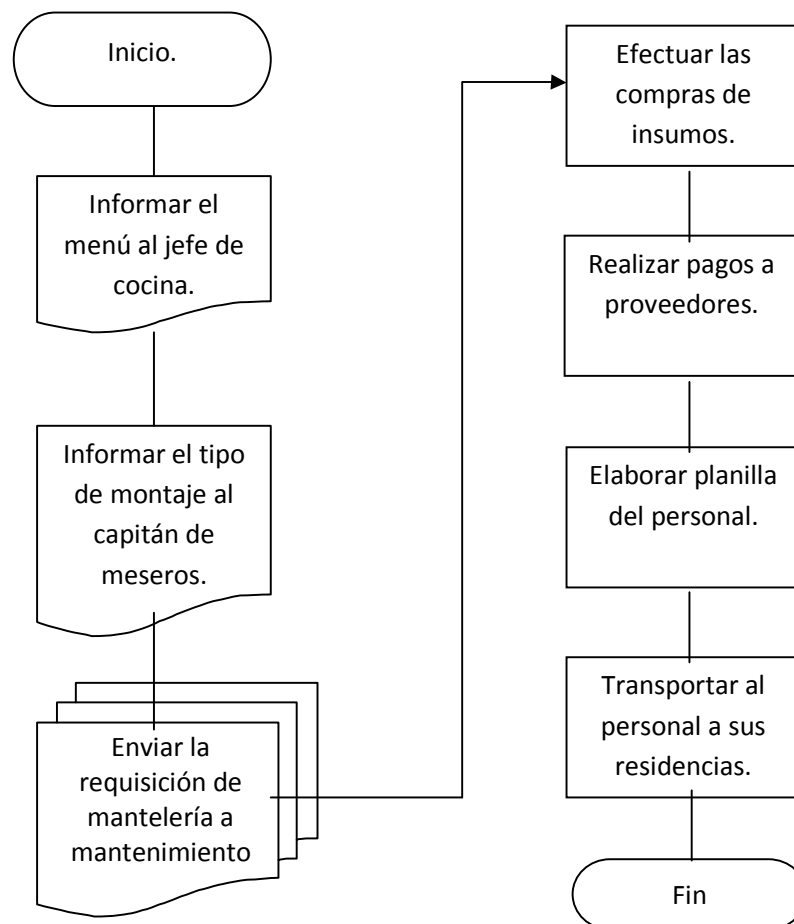 Inicio.
Informar el
menú al jefe de
cocina.
Informar el tipo
de montaje al
capitán de
meseros.
Enviar la
requisición de
mantelería a
mantenimiento
Efectuar las
compras de
insumos.
Realizar pagos a
proveedores.
Elaborar planilla
del personal.
Transportar al
personal a sus
residencias.
Fin